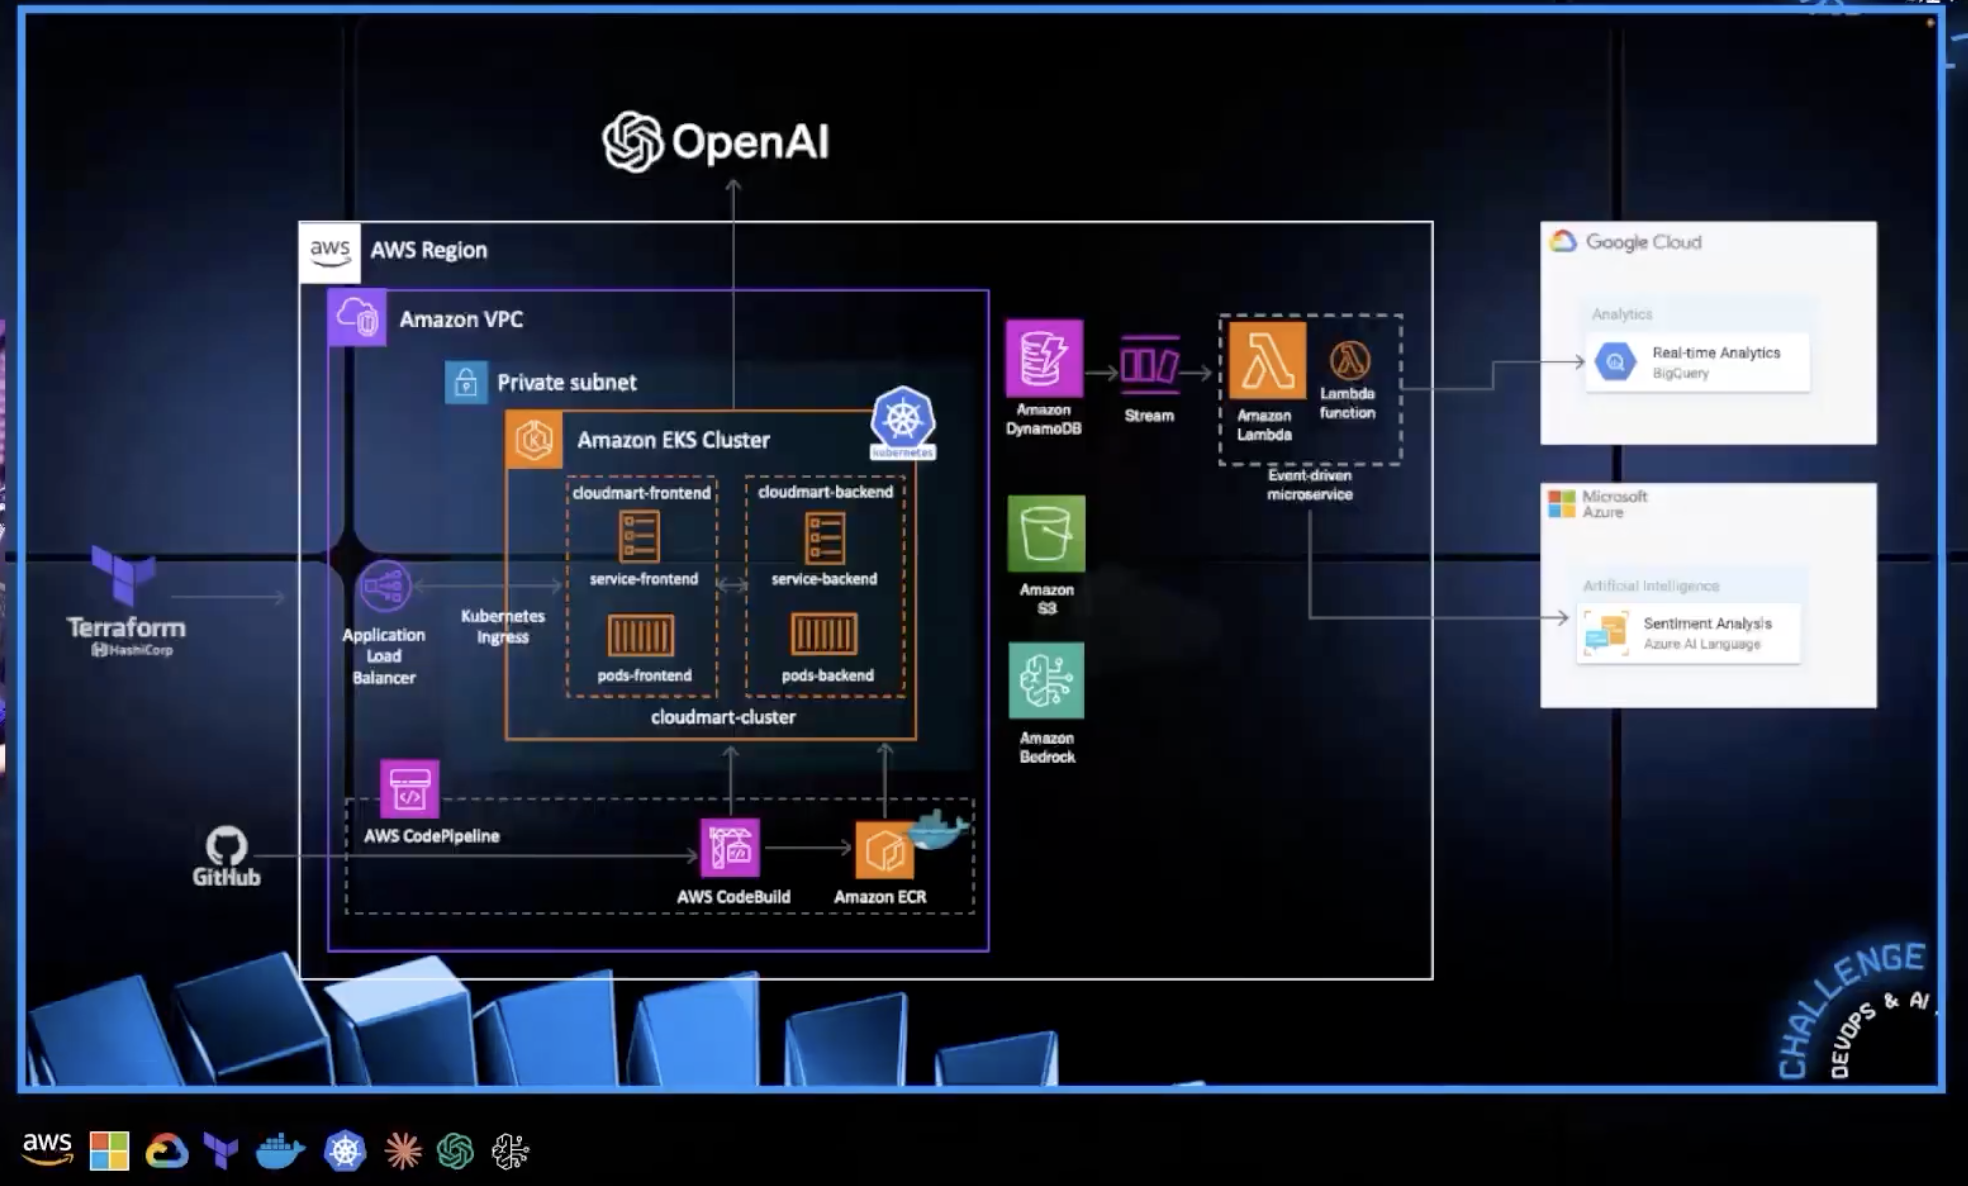 OpenAI
aws
AWS Region
Amazon VPC
Private subnet
Amazon EKS Cluster
kubernetes
cloudmart-frontend
service-frontend
pods-frontend
cloudmart-backend
service-backend
pods-backend
cloudmart-cluster
Terraform
HashiCorp
Application
Load
Balancer
Kubernetes
Ingress
AWS CodePipeline
GitHub
AWS CodeBuild
Amazon ECR
Amazon
DynamoDB
Stream
Amazon
Lambda
Lambda
function
Event-driven
microservice
Amazon
S3
Amazon
Bedrock
Google Cloud
Analytics
Real-time Analytics
BigQuery
Microsoft
Azure
Artificial Intelligence
Sentiment Analysis
Azure AI Language
CHALLENGE
DEVOPS & AI
aws